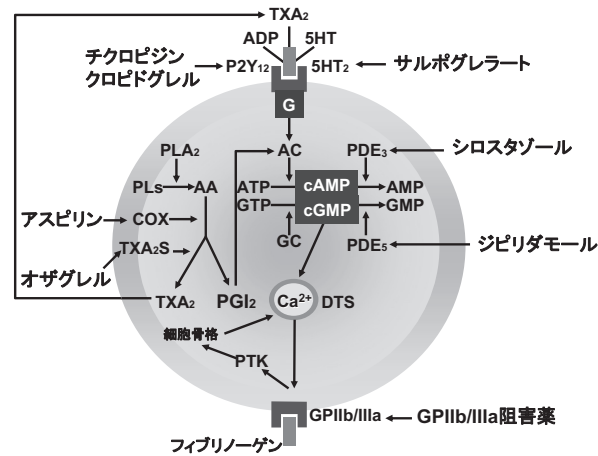 TXA₂
ADP 5HT
チクロピジン
クロピドグレル
P2Y₁₂ 5HT₂ サルポグレラート
G
PLA₂ AC PDE₃ シロスタゾール
PLs AA ATP cAMP AMP
GTP cGMP GMP
アスピリン COX
TXA₂S GC PDE₅ ジピリダモール
オザグレル
TXA₂ PGI₂ Ca²⁺ DTS
細胞骨格
PTK
GPIIb/IIIa GPIIb/IIIa阻害薬
フィブリノーゲン